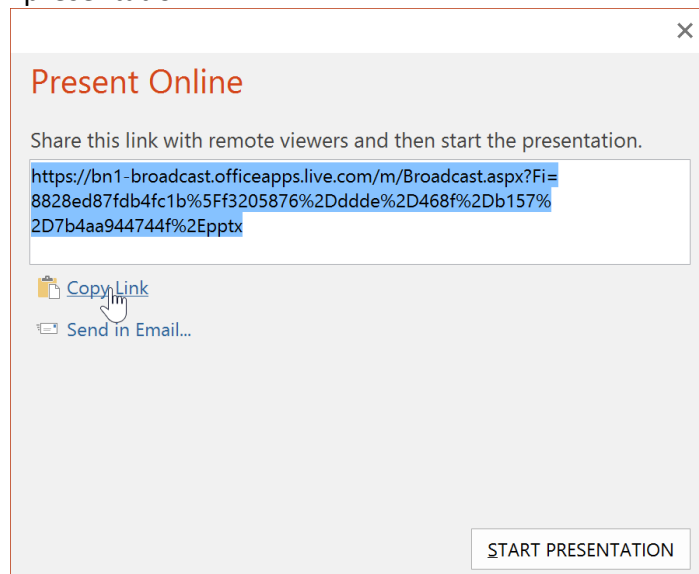 Present Online
Share this link with remote viewers and then start the presentation.
https://bn1-broadcast.officeapps.live.com/m/Broadcast.aspx?Fi=
8828ed87fdb4fc1b%5Ff3205876%2Dddde%2D468f%2Db157%
2D7b4aa944744f%2Epptx
Copy Link
Send in Email...
START PRESENTATION